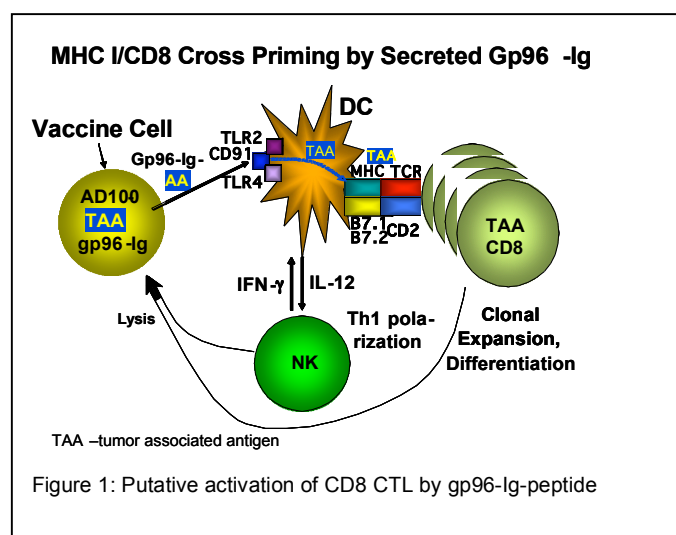 MHC I/CD8 Cross Priming by Secreted Gp96 -Ig
DC
Vaccine Cell
TLR2
Gp96-Ig-
CD91
AA
TLR4
TAA
TAA
MHC TCR
B7.1
B7.2
CD2
AD100
TAA
gp96-Ig
TAA
CD8
IFN-γ
IL-12
Lysis
NK
Th1 pola-
rization
Clonal
Expansion,
Differentiation
TAA –tumor associated antigen
Figure 1: Putative activation of CD8 CTL by gp96-Ig-peptide